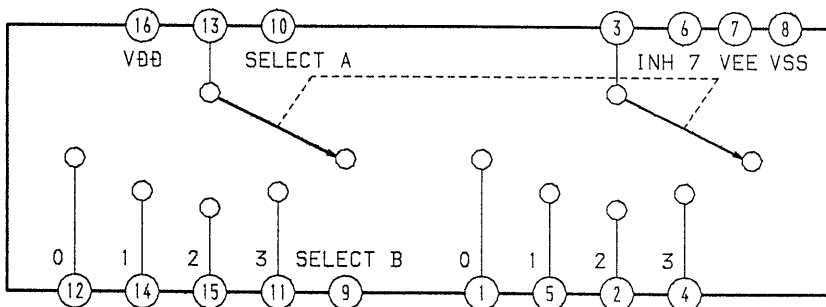 16 13 10 3 6 7 8
VDD SELECT A INH 7 VEE VSS
0 1 2 3 SELECT B 0 1 2 3
12 14 15 11 9 1 5 2 4